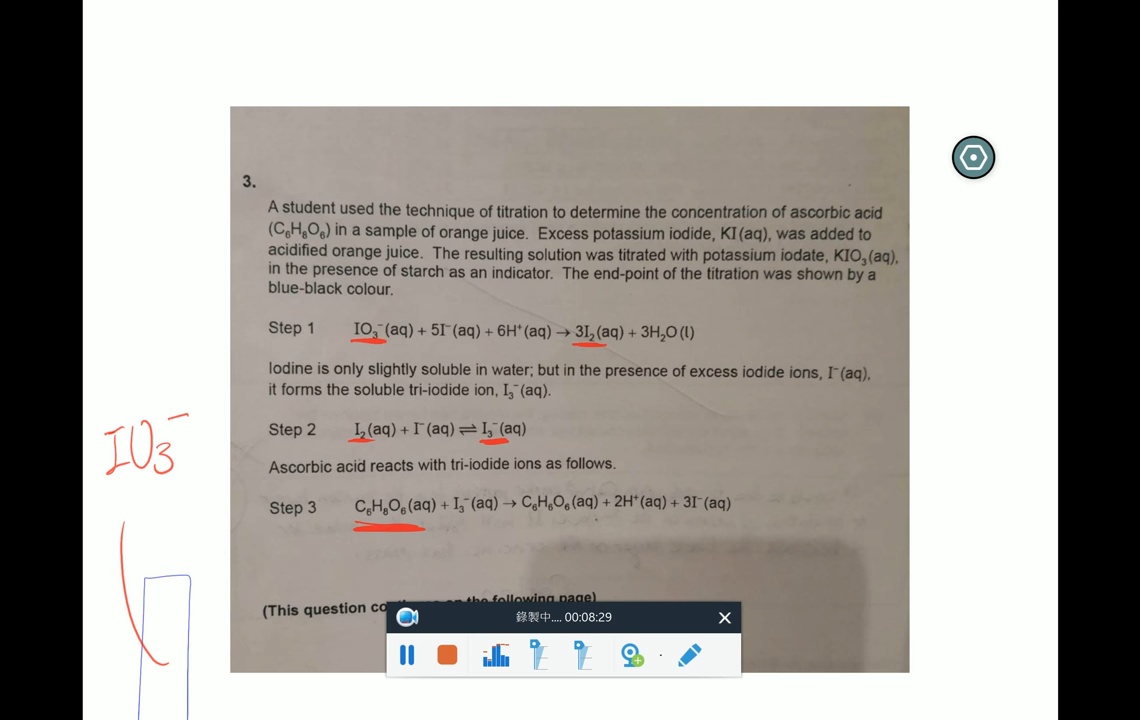 3.
A student used the technique of titration to determine the concentration of ascorbic acid
(C₆H₈O₆) in a sample of orange juice. Excess potassium iodide, KI(aq), was added to
acidified orange juice. The resulting solution was titrated with potassium iodate, KIO₃(aq),
in the presence of starch as an indicator. The end-point of the titration was shown by a
blue-black colour.
Step 1 IO₃⁻(aq) + 5I⁻(aq) + 6H⁺(aq) → 3I₂(aq) + 3H₂O(l)
Iodine is only slightly soluble in water; but in the presence of excess iodide ions, I⁻(aq),
it forms the soluble tri-iodide ion, I₃⁻(aq).
IO₃⁻
Step 2 I₂(aq) + I⁻(aq) ⇌ I₃⁻(aq)
Ascorbic acid reacts with tri-iodide ions as follows.
Step 3 C₆H₈O₆(aq) + I₃⁻(aq) → C₆H₆O₆(aq) + 2H⁺(aq) + 3I⁻(aq)
(This question co the following page)
錄製中.... 00:08:29